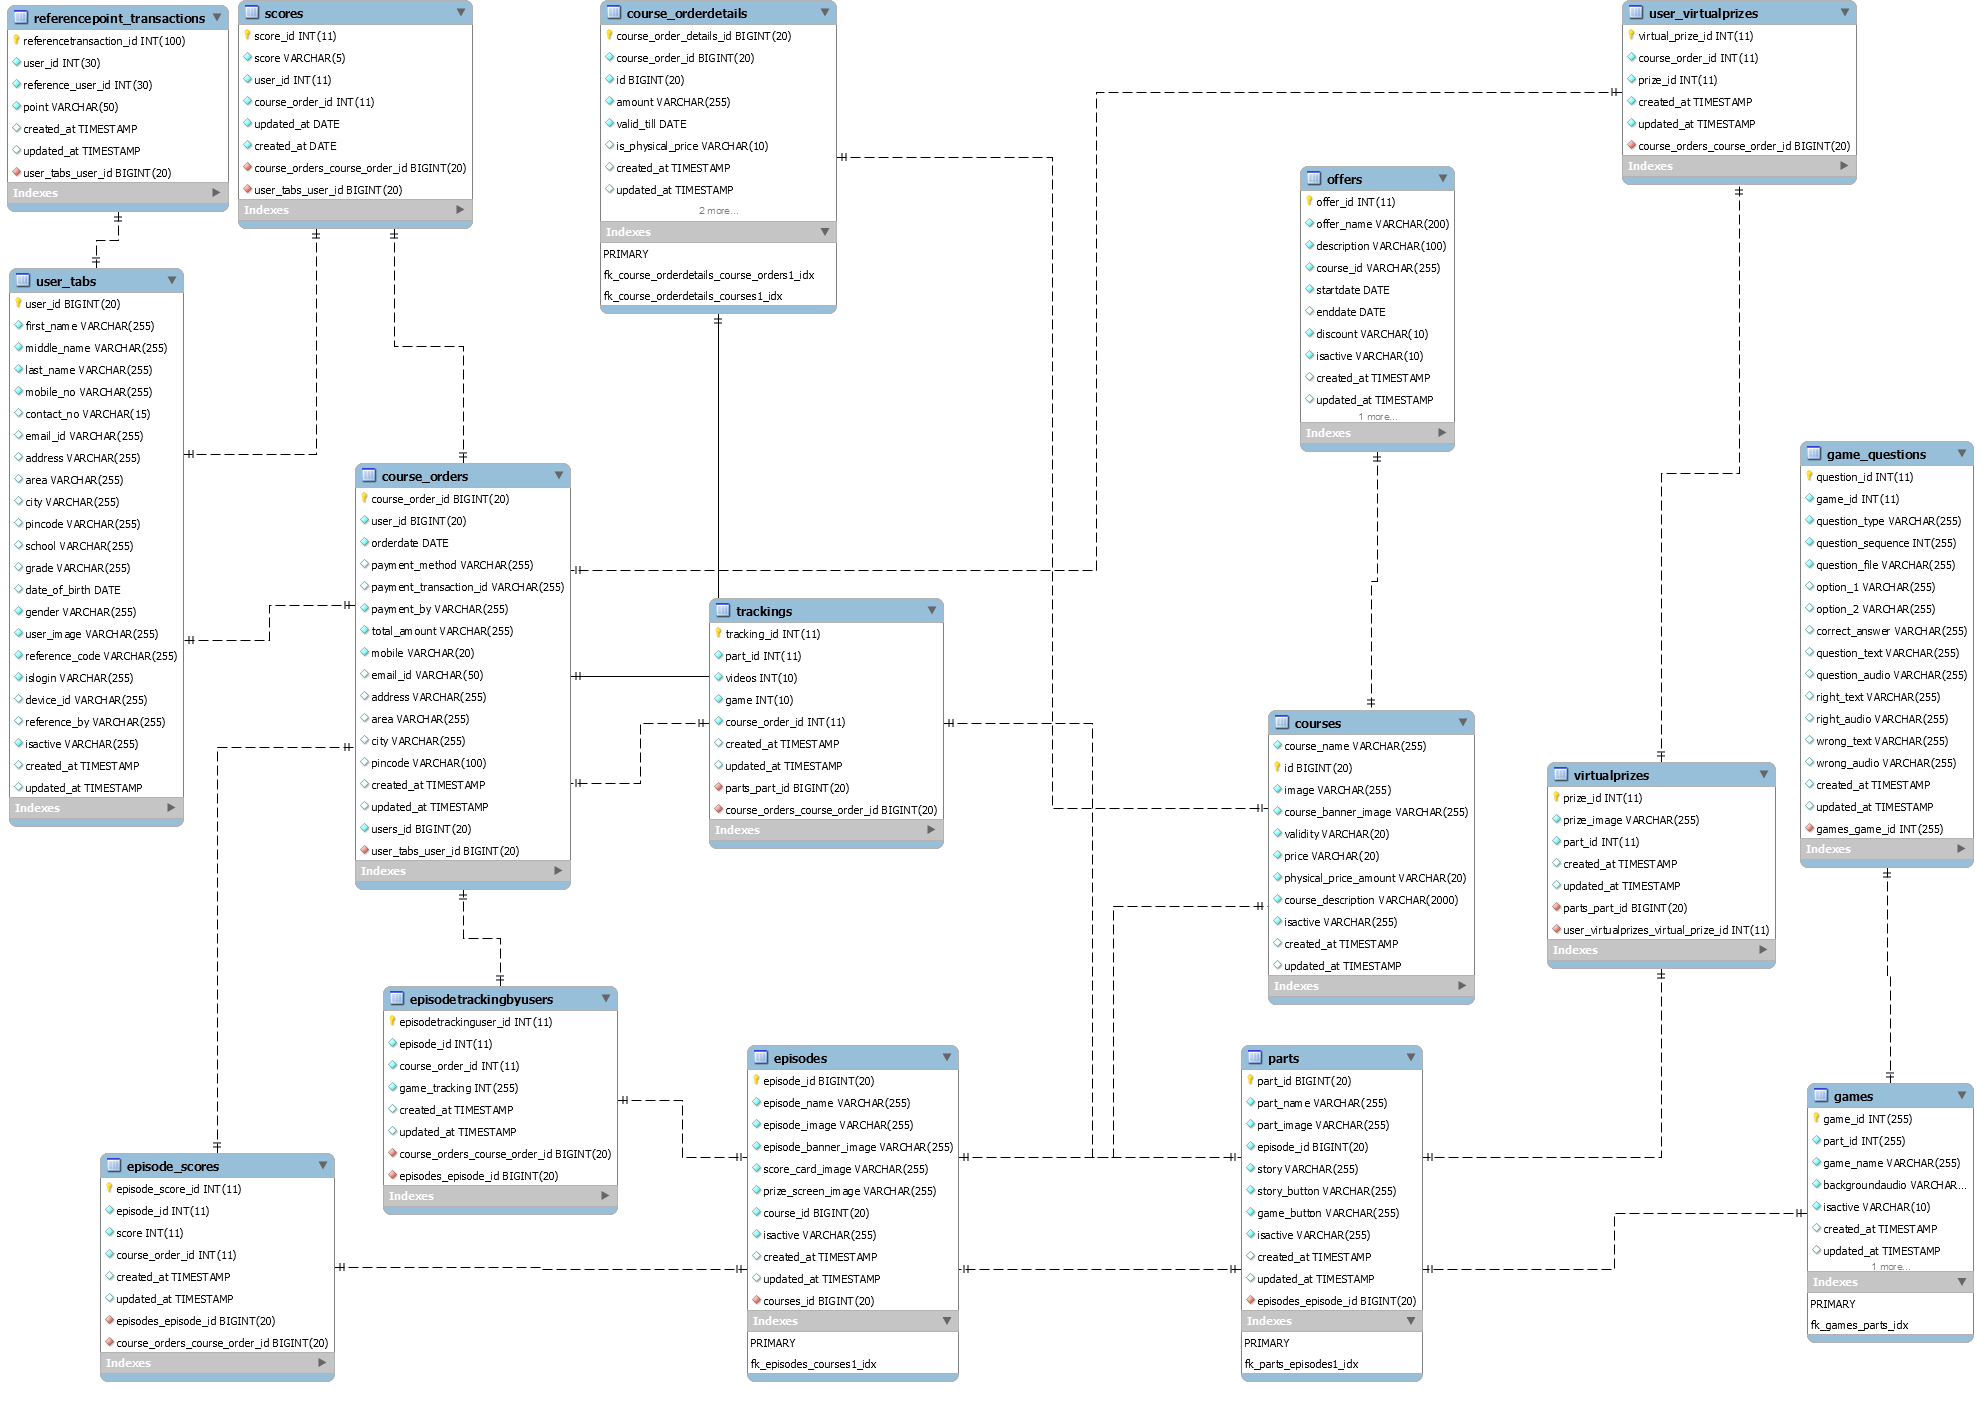 referencepoint_transactions
referencetransaction_id INT(100)
user_id INT(30)
reference_user_id INT(30)
point VARCHAR(50)
created_at TIMESTAMP
updated_at TIMESTAMP
user_tabs_user_id BIGINT(20)
Indexes
scores
score_id INT(11)
score VARCHAR(5)
user_id INT(11)
course_order_id INT(11)
updated_at DATE
created_at DATE
course_orders_course_order_id BIGINT(20)
user_tabs_user_id BIGINT(20)
Indexes
course_orderdetails
course_order_details_id BIGINT(20)
course_order_id BIGINT(20)
id BIGINT(20)
amount VARCHAR(255)
valid_till DATE
is_physical_price VARCHAR(10)
created_at TIMESTAMP
updated_at TIMESTAMP
2 more...
Indexes
PRIMARY
fk_course_orderdetails_course_orders1_idx
fk_course_orderdetails_courses1_idx
user_virtualprizes
virtual_prize_id INT(11)
course_order_id INT(11)
prize_id INT(11)
created_at TIMESTAMP
updated_at TIMESTAMP
course_orders_course_order_id BIGINT(20)
Indexes
offers
offer_id INT(11)
offer_name VARCHAR(200)
description VARCHAR(100)
course_id VARCHAR(255)
startdate DATE
enddate DATE
discount VARCHAR(10)
isactive VARCHAR(10)
created_at TIMESTAMP
updated_at TIMESTAMP
1 more...
Indexes
user_tabs
user_id BIGINT(20)
first_name VARCHAR(255)
middle_name VARCHAR(255)
last_name VARCHAR(255)
mobile_no VARCHAR(255)
contact_no VARCHAR(15)
email_id VARCHAR(255)
address VARCHAR(255)
area VARCHAR(255)
city VARCHAR(255)
pincode VARCHAR(255)
school VARCHAR(255)
grade VARCHAR(255)
date_of_birth DATE
gender VARCHAR(255)
user_image VARCHAR(255)
reference_code VARCHAR(255)
islogin VARCHAR(255)
device_id VARCHAR(255)
reference_by VARCHAR(255)
isactive VARCHAR(255)
created_at TIMESTAMP
updated_at TIMESTAMP
Indexes
course_orders
course_order_id BIGINT(20)
user_id BIGINT(20)
orderdate DATE
payment_method VARCHAR(255)
payment_transaction_id VARCHAR(255)
payment_by VARCHAR(255)
total_amount VARCHAR(255)
mobile VARCHAR(20)
email_id VARCHAR(50)
address VARCHAR(255)
area VARCHAR(255)
city VARCHAR(255)
pincode VARCHAR(100)
created_at TIMESTAMP
updated_at TIMESTAMP
users_id BIGINT(20)
user_tabs_user_id BIGINT(20)
Indexes
trackings
tracking_id INT(11)
part_id INT(11)
videos INT(10)
game INT(10)
course_order_id INT(11)
created_at TIMESTAMP
updated_at TIMESTAMP
parts_part_id BIGINT(20)
course_orders_course_order_id BIGINT(20)
Indexes
courses
course_name VARCHAR(255)
id BIGINT(20)
image VARCHAR(255)
course_banner_image VARCHAR(255)
validity VARCHAR(20)
price VARCHAR(20)
physical_price_amount VARCHAR(20)
course_description VARCHAR(2000)
isactive VARCHAR(255)
created_at TIMESTAMP
updated_at TIMESTAMP
Indexes
virtualprizes
prize_id INT(11)
prize_image VARCHAR(255)
part_id INT(11)
created_at TIMESTAMP
updated_at TIMESTAMP
parts_part_id BIGINT(20)
user_virtualprizes_virtual_prize_id INT(11)
Indexes
game_questions
question_id INT(11)
game_id INT(11)
question_type VARCHAR(255)
question_sequence INT(255)
question_file VARCHAR(255)
option_1 VARCHAR(255)
option_2 VARCHAR(255)
correct_answer VARCHAR(255)
question_text VARCHAR(255)
question_audio VARCHAR(255)
right_text VARCHAR(255)
right_audio VARCHAR(255)
wrong_text VARCHAR(255)
wrong_audio VARCHAR(255)
created_at TIMESTAMP
updated_at TIMESTAMP
games_game_id INT(255)
Indexes
episodetrackingbyusers
episodetrackinguser_id INT(11)
episode_id INT(11)
course_order_id INT(11)
game_tracking INT(255)
created_at TIMESTAMP
updated_at TIMESTAMP
course_orders_course_order_id BIGINT(20)
episodes_episode_id BIGINT(20)
Indexes
episode_scores
episode_score_id INT(11)
episode_id INT(11)
score INT(11)
course_order_id INT(11)
created_at TIMESTAMP
updated_at TIMESTAMP
episodes_episode_id BIGINT(20)
course_orders_course_order_id BIGINT(20)
Indexes
episodes
episode_id BIGINT(20)
episode_name VARCHAR(255)
episode_image VARCHAR(255)
episode_banner_image VARCHAR(255)
score_card_image VARCHAR(255)
prize_screen_image VARCHAR(255)
course_id BIGINT(20)
isactive VARCHAR(255)
created_at TIMESTAMP
updated_at TIMESTAMP
courses_id BIGINT(20)
Indexes
PRIMARY
fk_episodes_courses1_idx
parts
part_id BIGINT(20)
part_name VARCHAR(255)
part_image VARCHAR(255)
episode_id BIGINT(20)
story VARCHAR(255)
story_button VARCHAR(255)
game_button VARCHAR(255)
isactive VARCHAR(255)
created_at TIMESTAMP
updated_at TIMESTAMP
episodes_episode_id BIGINT(20)
Indexes
PRIMARY
fk_parts_episodes1_idx
games
game_id INT(255)
part_id INT(255)
game_name VARCHAR(255)
backgroundaudio VARCHAR...
isactive VARCHAR(10)
created_at TIMESTAMP
updated_at TIMESTAMP
1 more...
Indexes
PRIMARY
fk_games_parts_idx